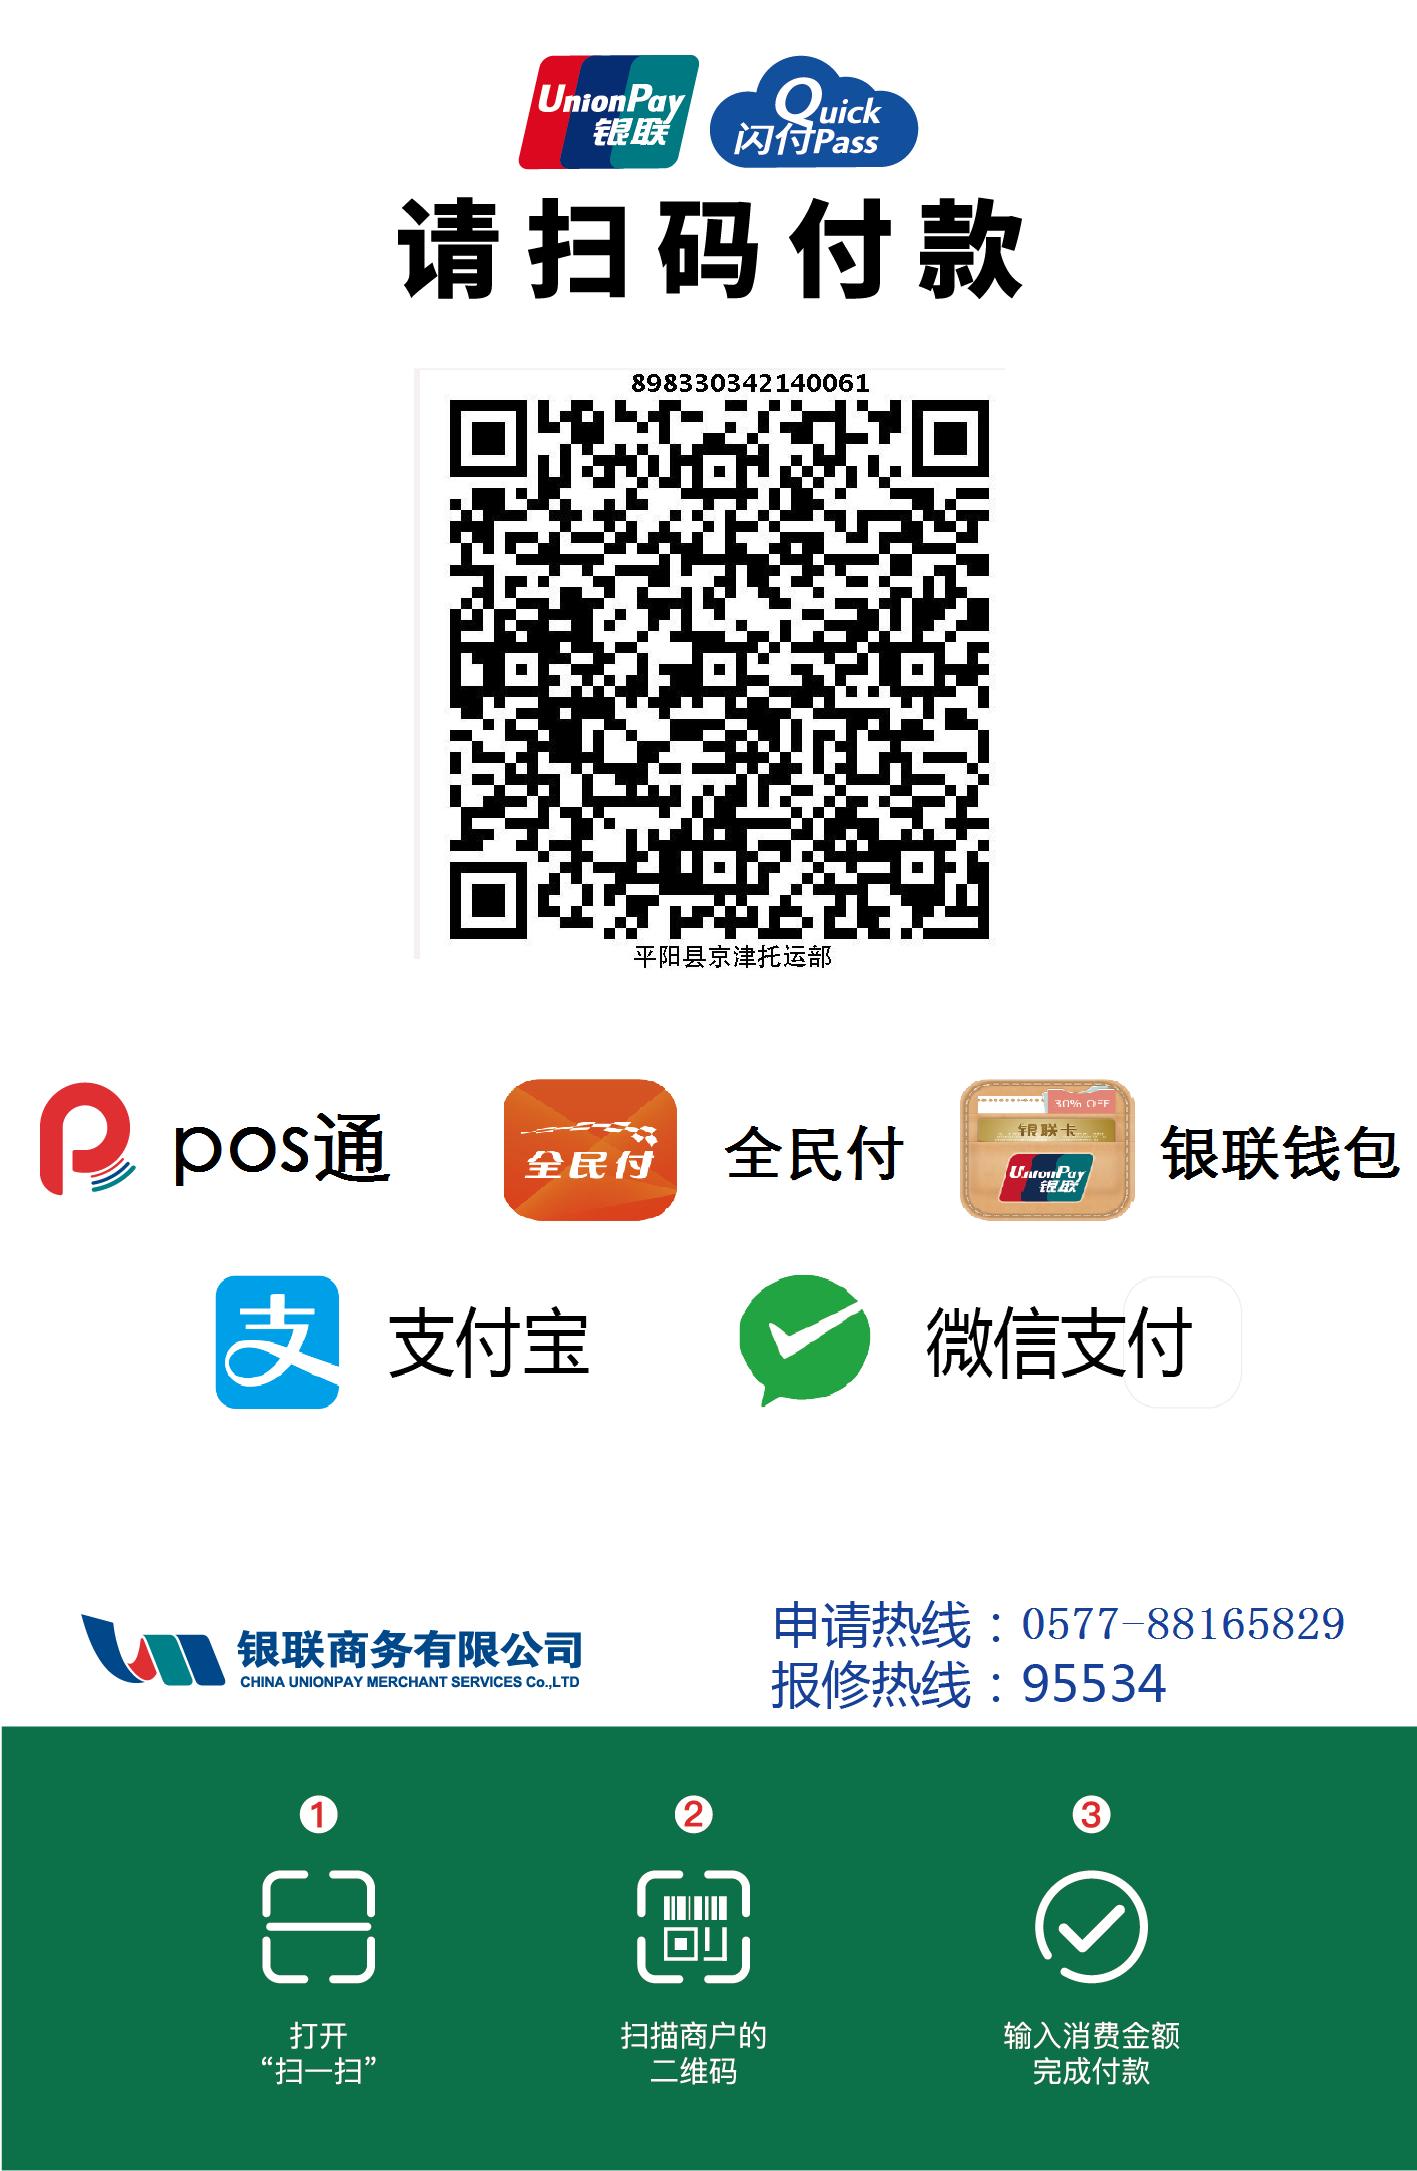 UnionPay
银联
Quick
闪付Pass
请扫码付款
898330342140061
平阳县京津托运部
pos通
全民付
全民付
30% OFF
银联卡
UnionPay
银联
银联钱包
支
支付宝
微信支付
银联商务有限公司
CHINA UNIONPAY MERCHANT SERVICES Co.,LTD
申请热线：0577-88165829
报修热线：95534
1
2
3
打开
“扫一扫”
扫描商户的
二维码
输入消费金额
完成付款